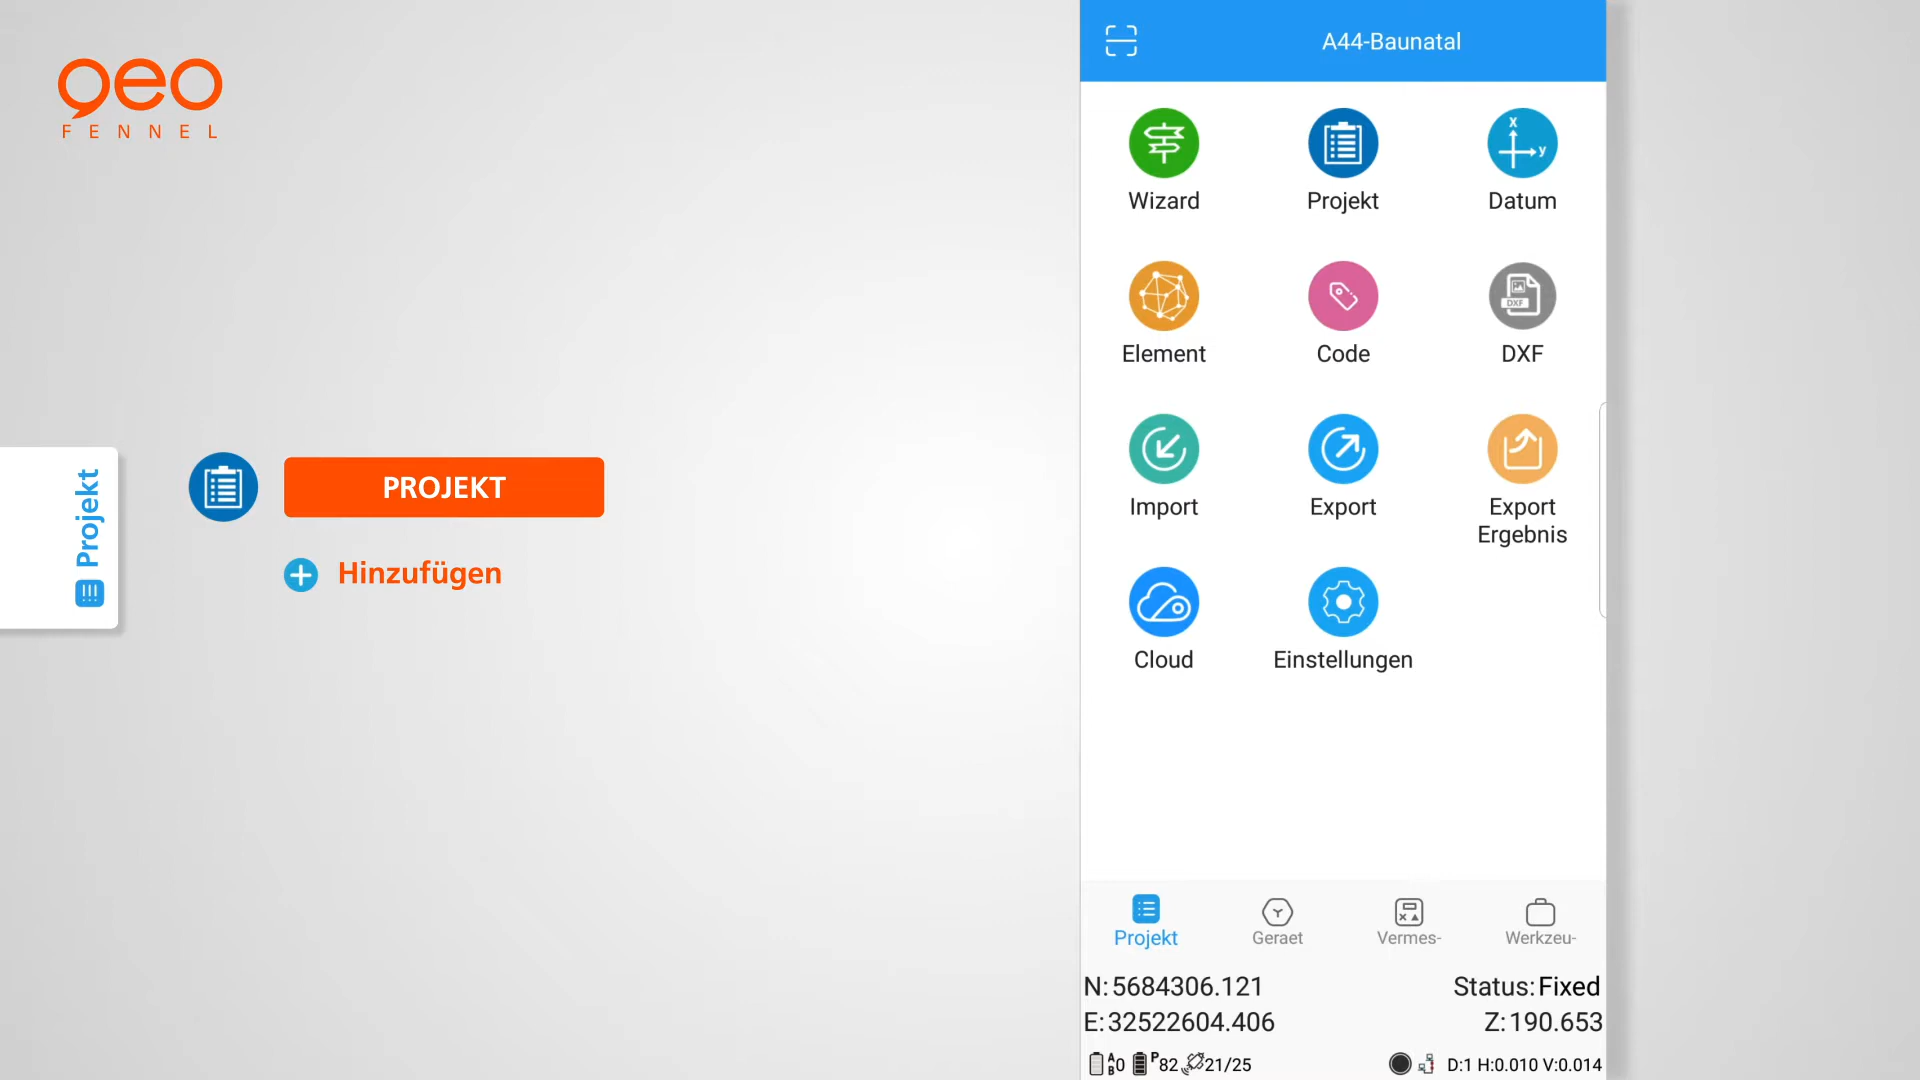 geo
FENNEL
Projekt
PROJEKT
Hinzufügen
A44-Baunatal
Wizard
Projekt
Datum
X
y
Element
Code
DXF
DXF
Import
Export
Export
Ergebnis
Cloud
Einstellungen
Projekt
Geraet
Vermes-
Werkzeu-
N:5684306.121
Status:Fixed
E:32522604.406
Z:190.653
A
B
0
P
82
21/25
D:1 H:0.010 V:0.014